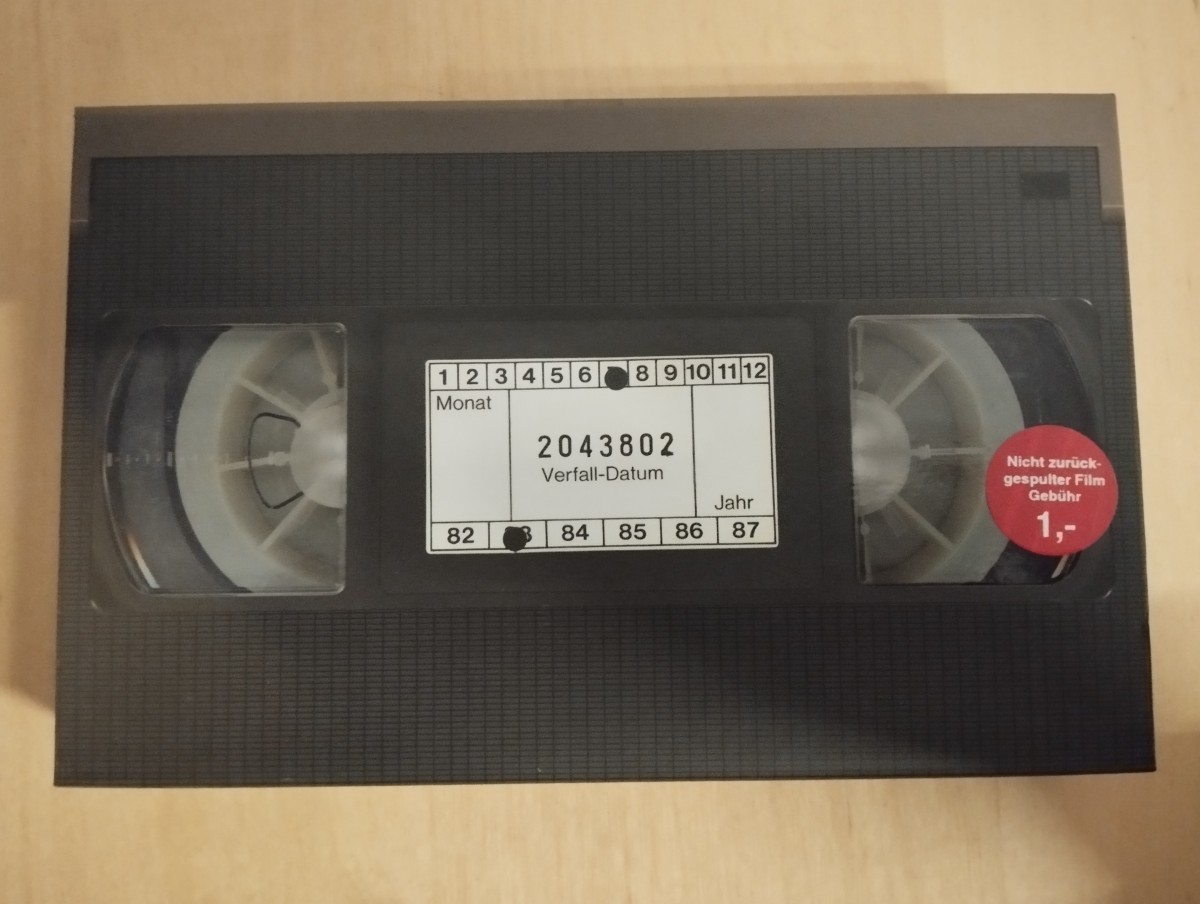 1 2 3 4 5 6 8 9 10 11 12
Monat
2043802
Verfall-Datum
Jahr
82 84 85 86 87
Nicht zurück-
gespulter Film
Gebühr
1,-